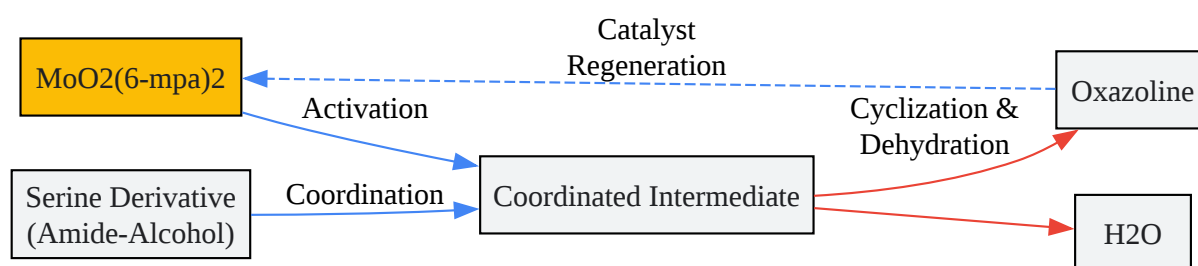 Catalyst
Regeneration
MoO2(6-mpa)2
Oxazoline
Activation
Cyclization &
Dehydration
Serine Derivative
(Amide-Alcohol)
Coordination
Coordinated Intermediate
H2O